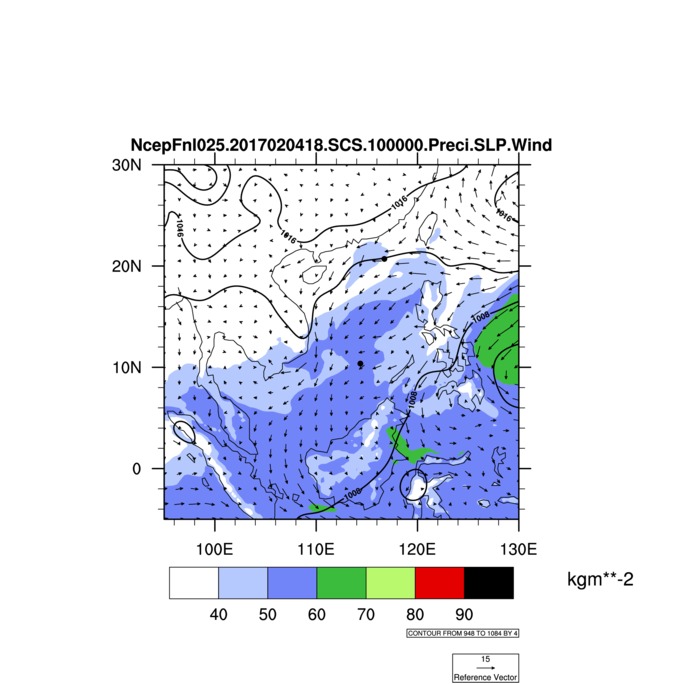 NcepFnl025.2017020418.SCS.100000.Preci.SLP.Wind
30N
20N
10N
0
1016
1016
1016
1016
1008
1008
1008
100E 110E 120E 130E
40 50 60 70 80 90
kgm**-2
CONTOUR FROM 948 TO 1084 BY 4
15
Reference Vector